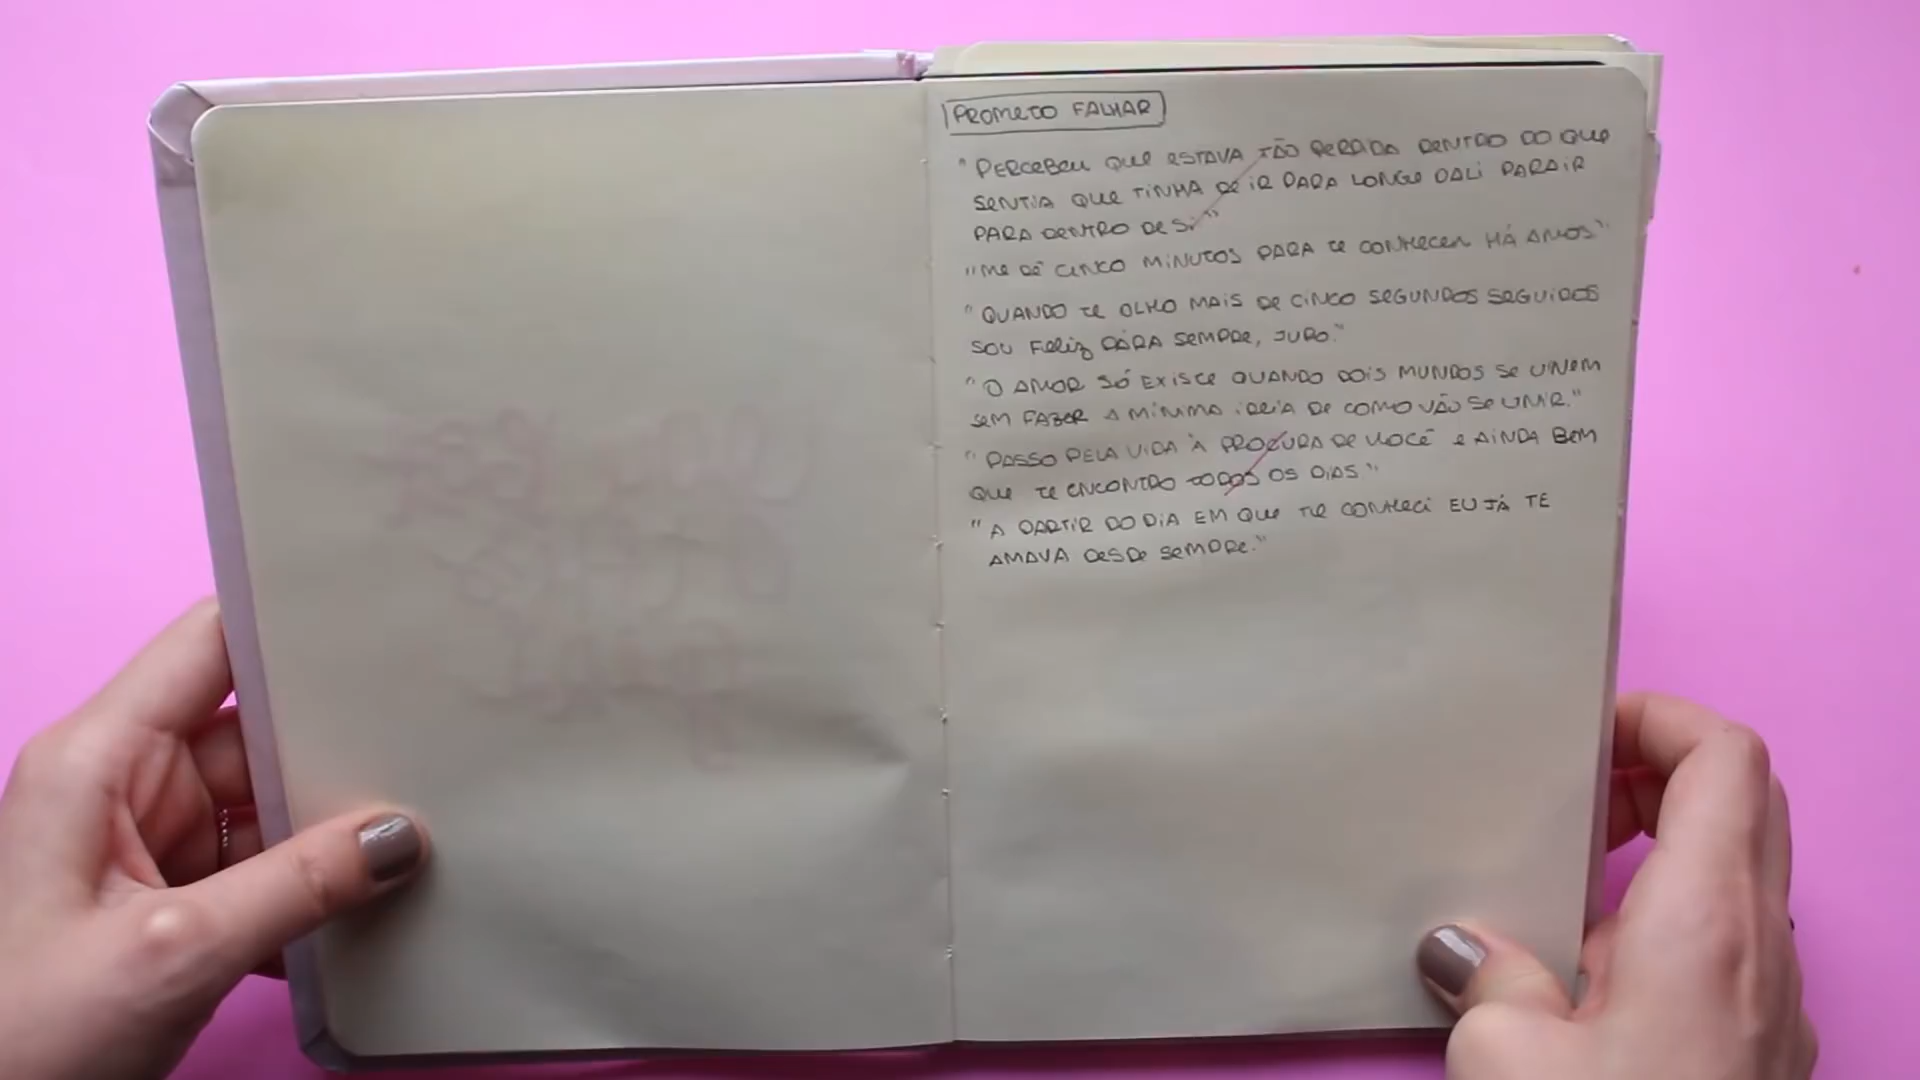 PROMETO FALHAR
"PERCEBEU QUE ESTAVA TÃO PERDIDA DENTRO DO QUE
SENTIA QUE TINHA DE IR PARA LONGE DALI PARA IR
PARA DENTRO DE SI."
"ME DÊ CINCO MINUTOS PARA TE CONHECER HÁ ANOS"
"QUANDO TE OLHO MAIS DE CINCO SEGUNDOS SEGUIDOS
SOU FELIZ PARA SEMPRE, JURO."
"O AMOR SÓ EXISTE QUANDO DOIS MUNDOS SE UNEM
SEM FAZER A MÍNIMA IDEIA DE COMO VÃO SE UNIR."
"PASSO PELA VIDA À PROCURA DE VOCÊ E AINDA BEM
QUE TE ENCONTRO TODOS OS DIAS"
"A PARTIR DO DIA EM QUE TE CONHECI EU JÁ TE
AMAVA DESDE SEMPRE."